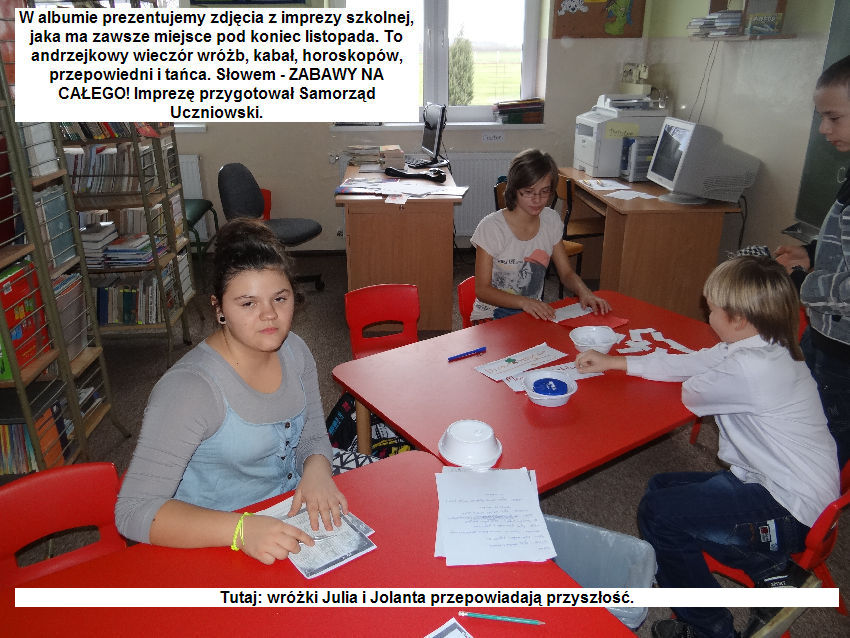 W albumie prezentujemy zdjęcia z imprezy szkolnej,
jaka ma zawsze miejsce pod koniec listopada. To
andrzejkowy wieczór wróżb, kabał, horoskopów,
przepowiedni i tańca. Słowem - ZABAWY NA
CAŁEGO! Imprezę przygotował Samorząd
Uczniowski.
Tutaj: wróżki Julia i Jolanta przepowiadają przyszłość.